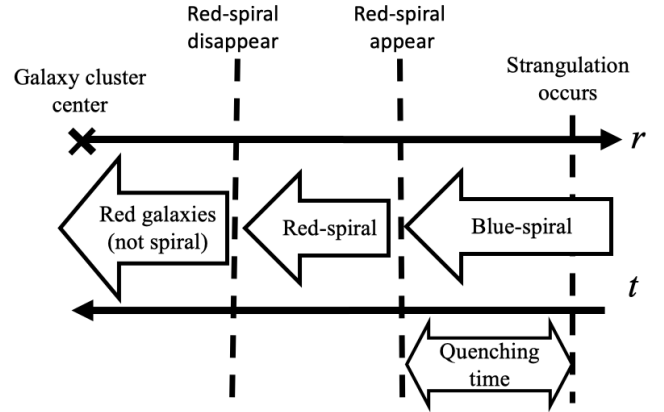 Red-spiral
disappear
Red-spiral
appear
Galaxy cluster
center
Strangulation
occurs
r
Red galaxies
(not spiral)
Red-spiral
Blue-spiral
t
Quenching
time